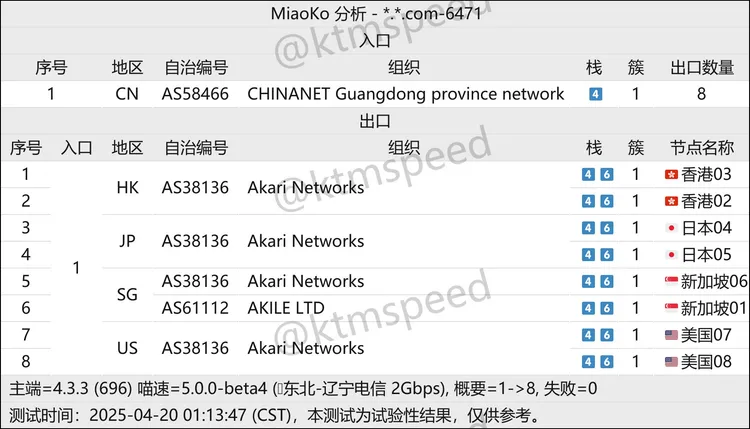 MiaoKo 分析 - *.*.com-6471
入口
序号 地区 自治编号 组织 栈 簇 出口数量
1 CN AS58466 CHINANET Guangdong province network 4 1 8
出口
序号 入口 地区 自治编号 组织 栈 簇 节点名称
1 1 HK AS38136 Akari Networks 4 6 1 香港03
2 4 6 1 香港02
3 JP AS38136 Akari Networks 4 6 1 日本04
4 4 6 1 日本05
5 SG AS38136 Akari Networks 4 6 1 新加坡06
6 AS61112 AKILE LTD 4 6 1 新加坡01
7 US AS38136 Akari Networks 4 6 1 美国07
8 4 6 1 美国08
主端=4.3.3 (696) 喵速=5.0.0-beta4 (东北-辽宁电信 2Gbps), 概要=1->8, 失败=0
测试时间：2025-04-20 01:13:47 (CST)，本测试为试验性结果，仅供参考。
@ktmspeed
@ktmspeed
@ktmspeed